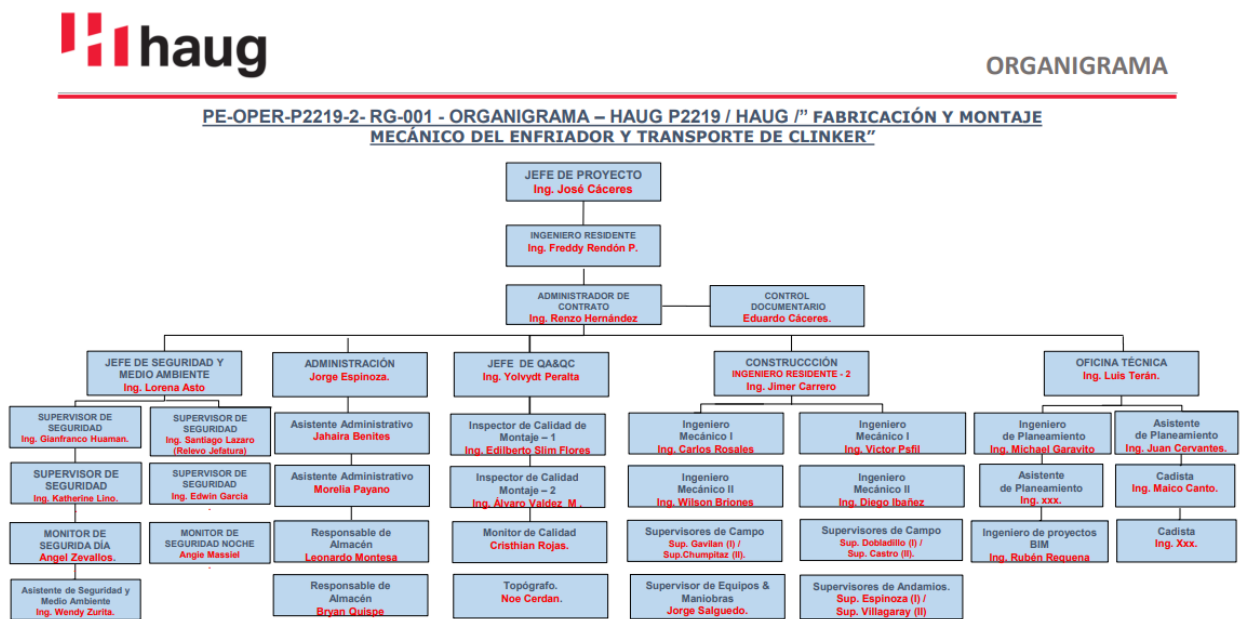 haug
ORGANIGRAMA
PE-OPER-P2219-2- RG-001 - ORGANIGRAMA – HAUG P2219 / HAUG /” FABRICACIÓN Y MONTAJE
MECÁNICO DEL ENFRIADOR Y TRANSPORTE DE CLINKER”
JEFE DE PROYECTO
Ing. José Cáceres
INGENIERO RESIDENTE
Ing. Freddy Rendón P.
ADMINISTRADOR DE
CONTRATO
Ing. Renzo Hernández
CONTROL
DOCUMENTARIO
Eduardo Cáceres.
JEFE DE SEGURIDAD Y
MEDIO AMBIENTE
Ing. Lorena Asto
ADMINISTRACIÓN
Jorge Espinoza.
JEFE DE QA&QC
Ing. Yolvydt Peralta
CONSTRUCCCIÓN
INGENIERO RESIDENTE - 2
Ing. Jimer Carrero
OFICINA TÉCNICA
Ing. Luis Terán.
SUPERVISOR DE
SEGURIDAD
Ing. Gianfranco Huaman.
SUPERVISOR DE
SEGURIDAD
Ing. Santiago Lazaro
(Relevo Jefatura)
Asistente Administrativo
Jahaira Benites
Inspector de Calidad de
Montaje – 1
Ing. Edilberto Slim Flores
Ingeniero
Mecánico I
Ing. Carlos Rosales
Ingeniero
Mecánico I
Ing. Victor Psfil
Ingeniero
de Planeamiento
Ing. Michael Garavito
Asistente
de Planeamiento
Ing. Juan Cervantes.
SUPERVISOR DE
SEGURIDAD
Ing. Katherine Lino.
SUPERVISOR DE
SEGURIDAD
Ing. Edwin Garcia
Asistente Administrativo
Morelia Payano
Inspector de Calidad
Montaje – 2
Ing. Álvaro Valdez M .
Ingeniero
Mecánico II
Ing. Wilson Briones
Ingeniero
Mecánico II
Ing. Diego Ibañez
Asistente
de Planeamiento
Ing. xxx.
Cadista
Ing. Maico Canto.
MONITOR DE
SEGURIDA DÍA
Angel Zevallos.
MONITOR DE
SEGURIDAD NOCHE
Angie Massiel
Responsable de
Almacén
Leonardo Montesa
Monitor de Calidad
Cristhian Rojas.
Supervisores de Campo
Sup. Gavilan (I) /
Sup.Chumpitaz (II).
Supervisores de Campo
Sup. Dobladillo (I) /
Sup. Castro (II).
Ingeniero de proyectos
BIM
Ing. Rubén Requena
Cadista
Ing. Xxx.
Asistente de Seguridad y
Medio Ambiente
Ing. Wendy Zurita.
Responsable de
Almacén
Bryan Quispe
Topógrafo.
Noe Cerdan.
Supervisor de Equipos &
Maniobras
Jorge Salguedo.
Supervisores de Andamios.
Sup. Espinoza (I) /
Sup. Villagaray (II)